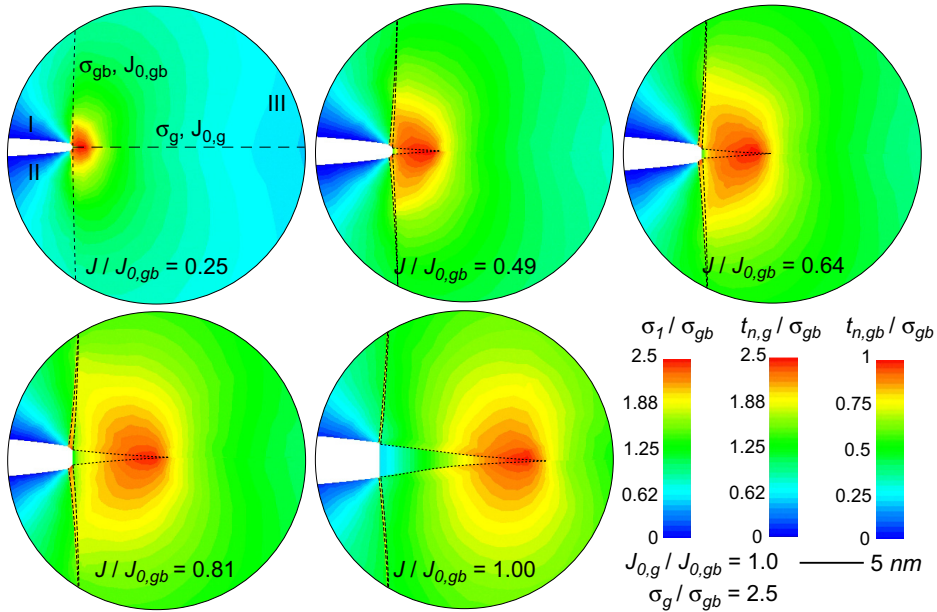 σgb, J0,gb
III
I
σg, J0,g
II
J / J0,gb = 0.25
J / J0,gb = 0.49
J / J0,gb = 0.64
σ1 / σgb
tn,g / σgb
tn,gb / σgb
2.5
2.5
1
1.88
1.88
0.75
1.25
1.25
0.5
0.62
0.62
0.25
0
0
0
J0,g / J0,gb = 1.0
5 nm
σg / σgb = 2.5
J / J0,gb = 0.81
J / J0,gb = 1.00